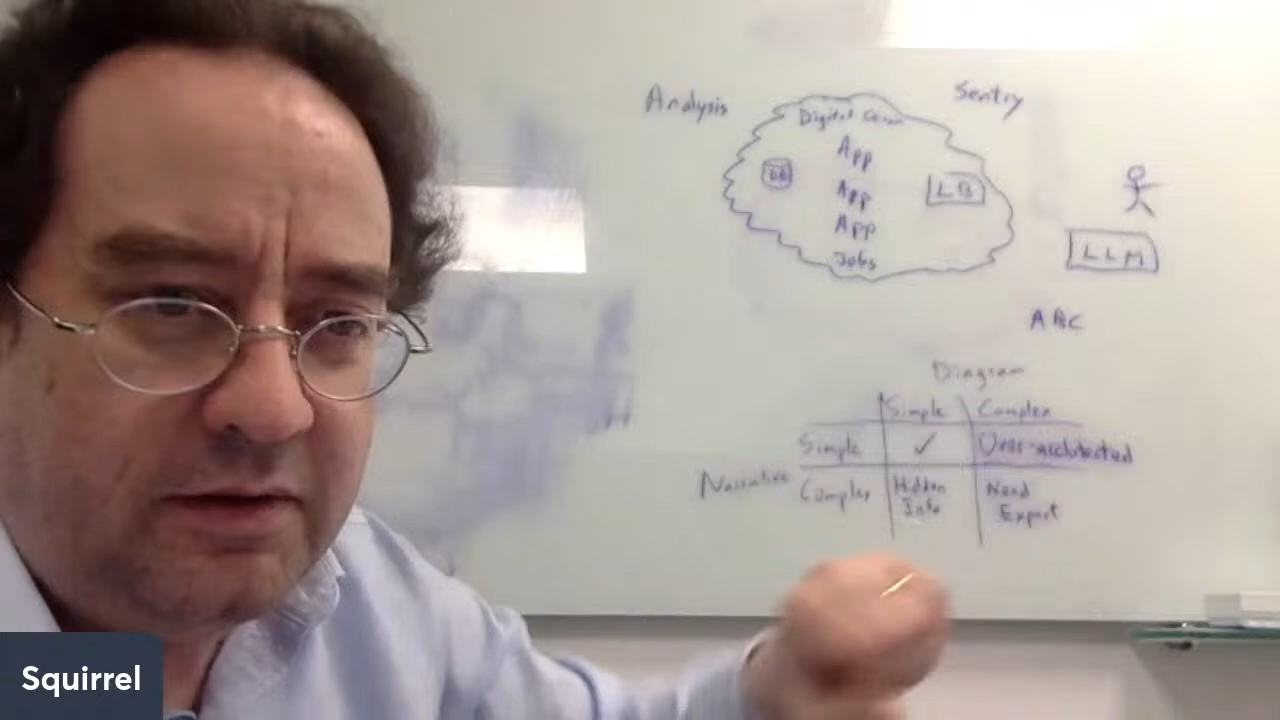 Analysis
Sentry
Digital Ocean
App
DB
App
LB
App
Jobs
LLM
ABC
Diagram
Simple Complex
Simple ✓ Over-architected
Narrative
Complex Hidden Info Need Expert
Squirrel